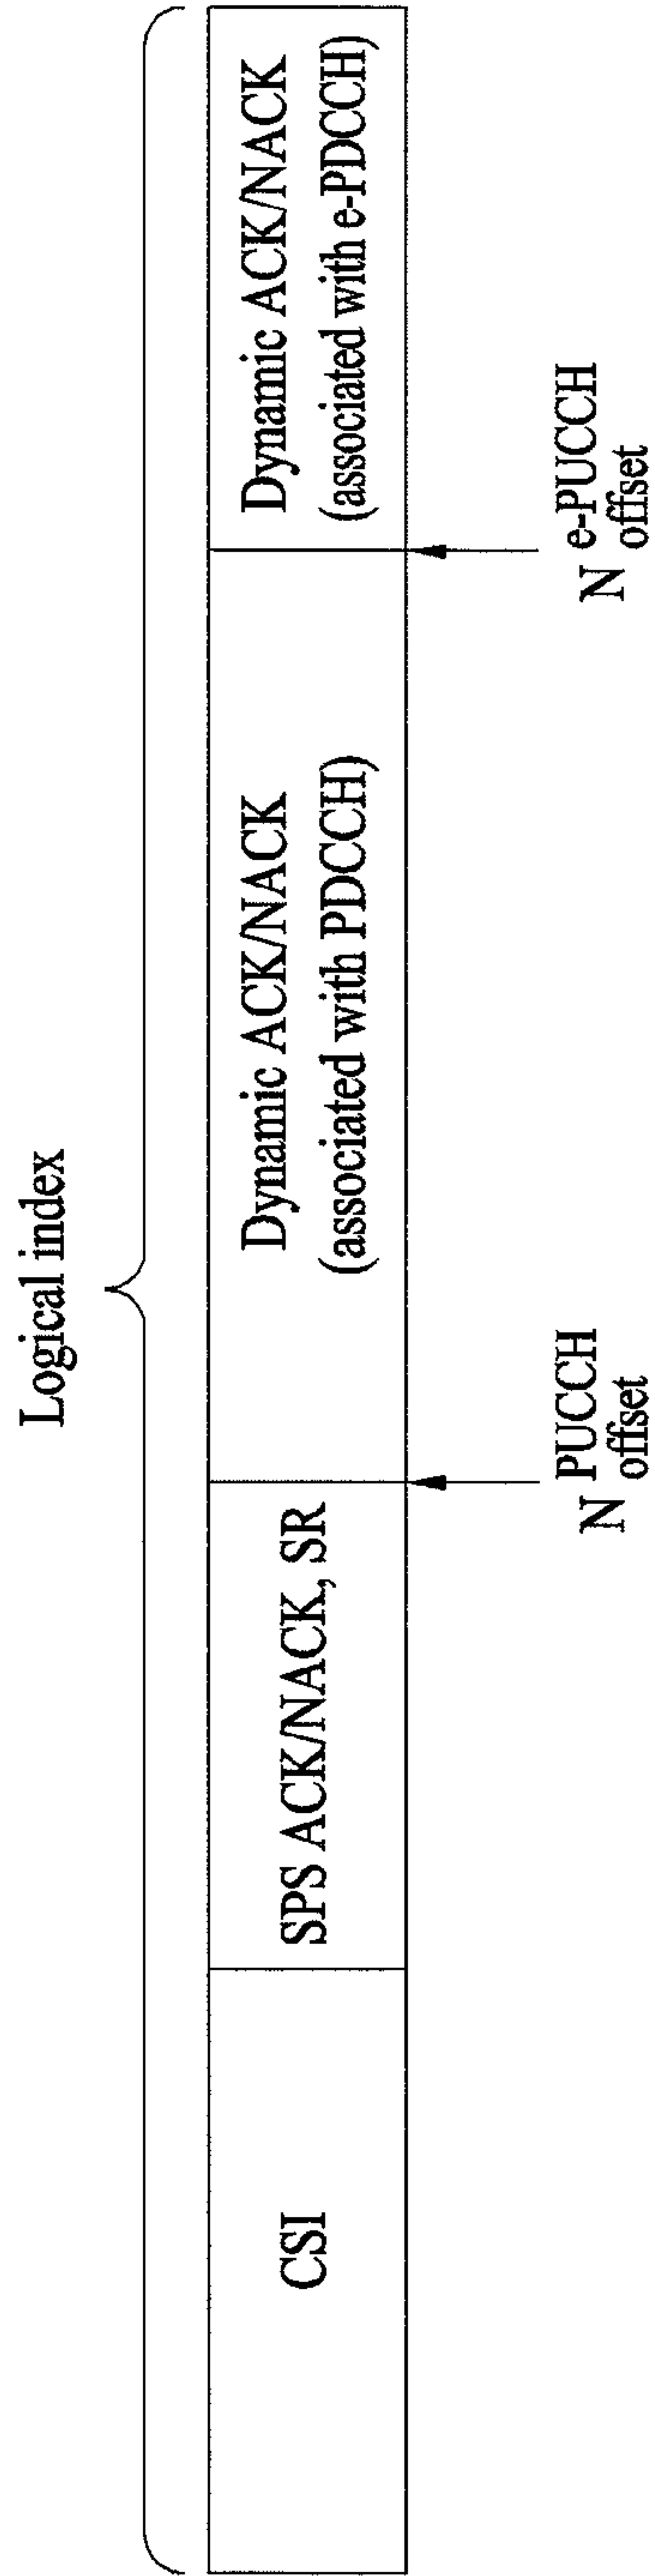 Logical index
CSI
SPS ACK/NACK, SR
Dynamic ACK/NACK
(associated with PDCCH)
Dynamic ACK/NACK
(associated with e-PDCCH)
N PUCCH
offset
N e-PUCCH
offset